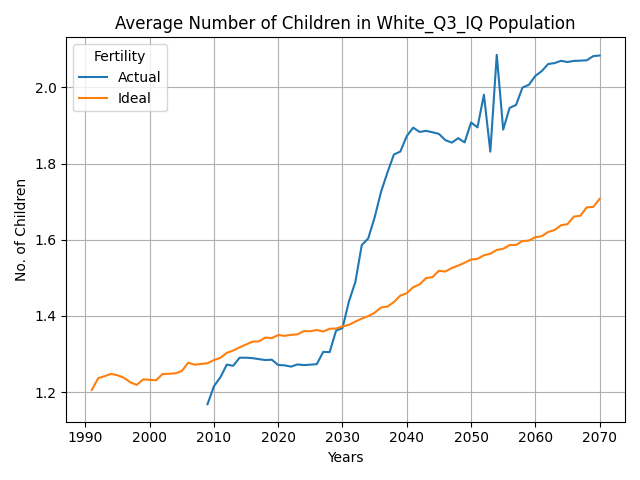 Average Number of Children in White_Q3_IQ Population
Fertility
Actual
Ideal
No. of Children
2.0
1.8
1.6
1.4
1.2
1990 2000 2010 2020 2030 2040 2050 2060 2070
Years